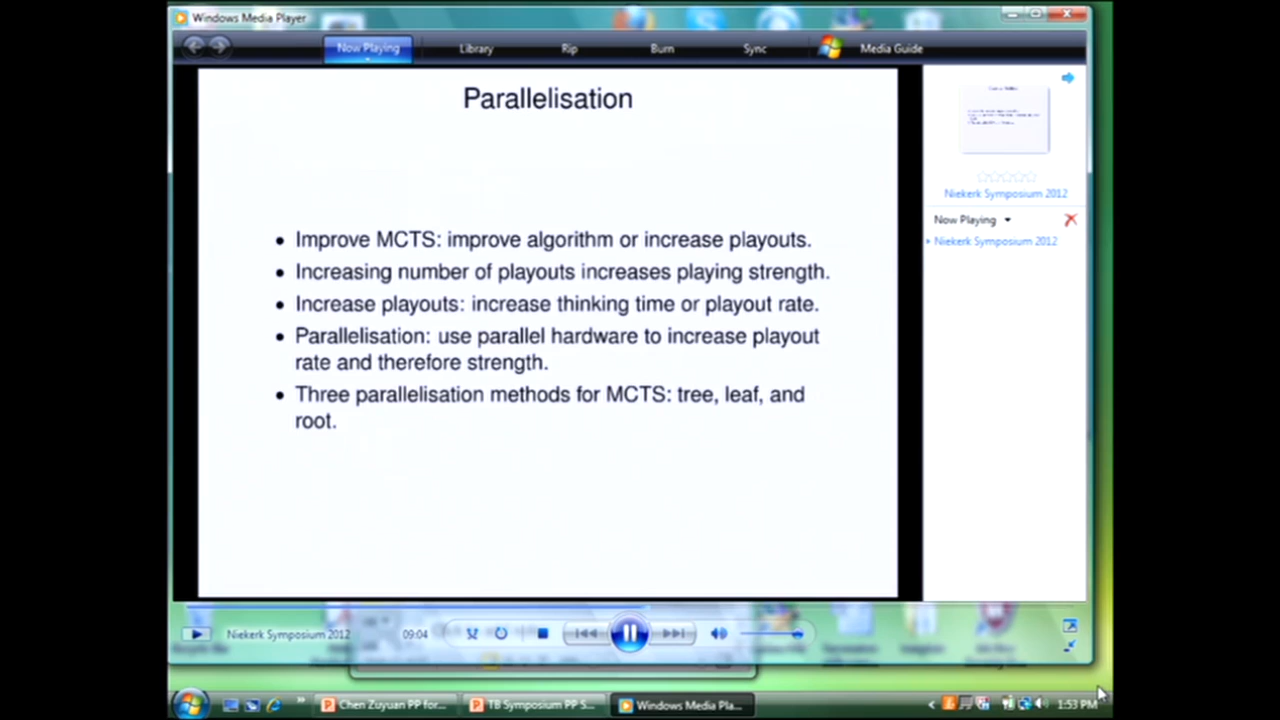 Windows Media Player
Now Playing
Library
Rip
Burn
Sync
Media Guide
Parallelisation
• Improve MCTS: improve algorithm or increase playouts.
• Increasing number of playouts increases playing strength.
• Increase playouts: increase thinking time or playout rate.
• Parallelisation: use parallel hardware to increase playout
rate and therefore strength.
• Three parallelisation methods for MCTS: tree, leaf, and
root.
Niekerk Symposium 2012
Now Playing
Niekerk Symposium 2012
Niekerk Symposium 2012
09:04
Chen Zuyuan PP for...
TB Symposium PP S...
Windows Media Pla...
1:53 PM